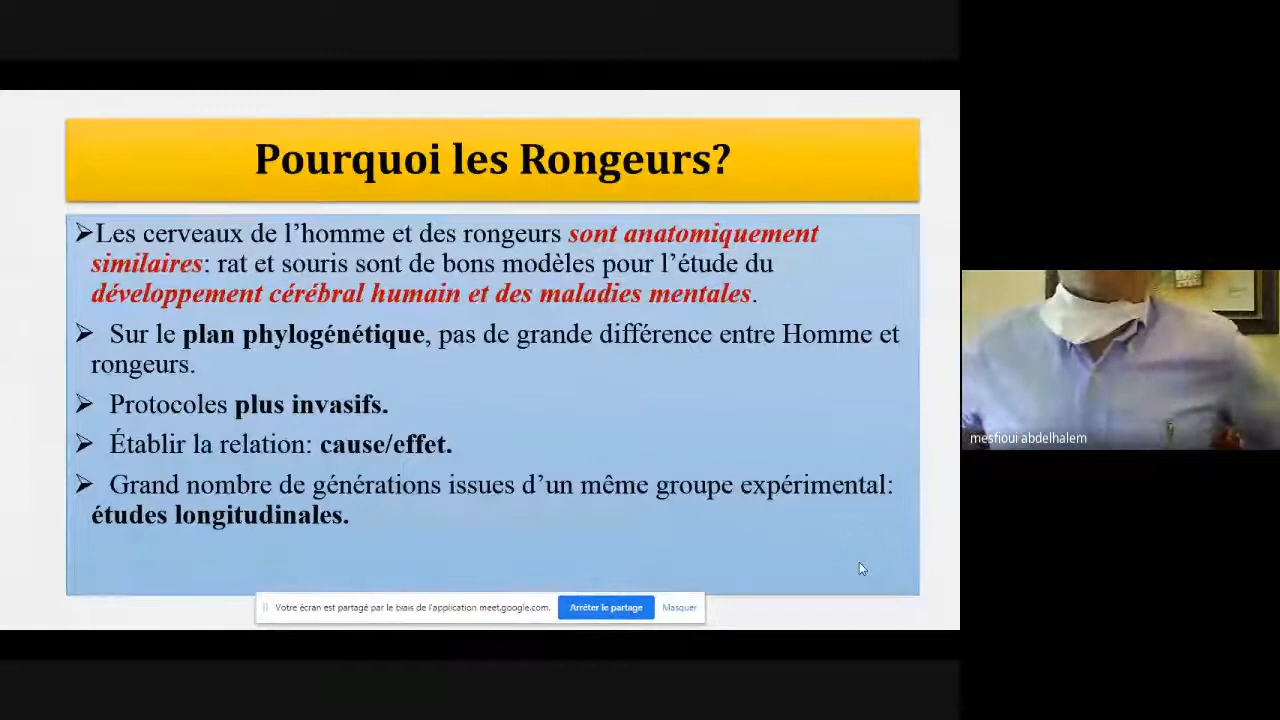 Pourquoi les Rongeurs?
➢Les cerveaux de l’homme et des rongeurs sont anatomiquement
similaires: rat et souris sont de bons modèles pour l’étude du
développement cérébral humain et des maladies mentales.
➢ Sur le plan phylogénétique, pas de grande différence entre Homme et
rongeurs.
➢ Protocoles plus invasifs.
➢ Établir la relation: cause/effet.
➢ Grand nombre de générations issues d’un même groupe expérimental:
études longitudinales.
Votre écran est partagé par le biais de l'application meet.google.com. Arrêter le partage Masquer
mesfioui abdelhalem